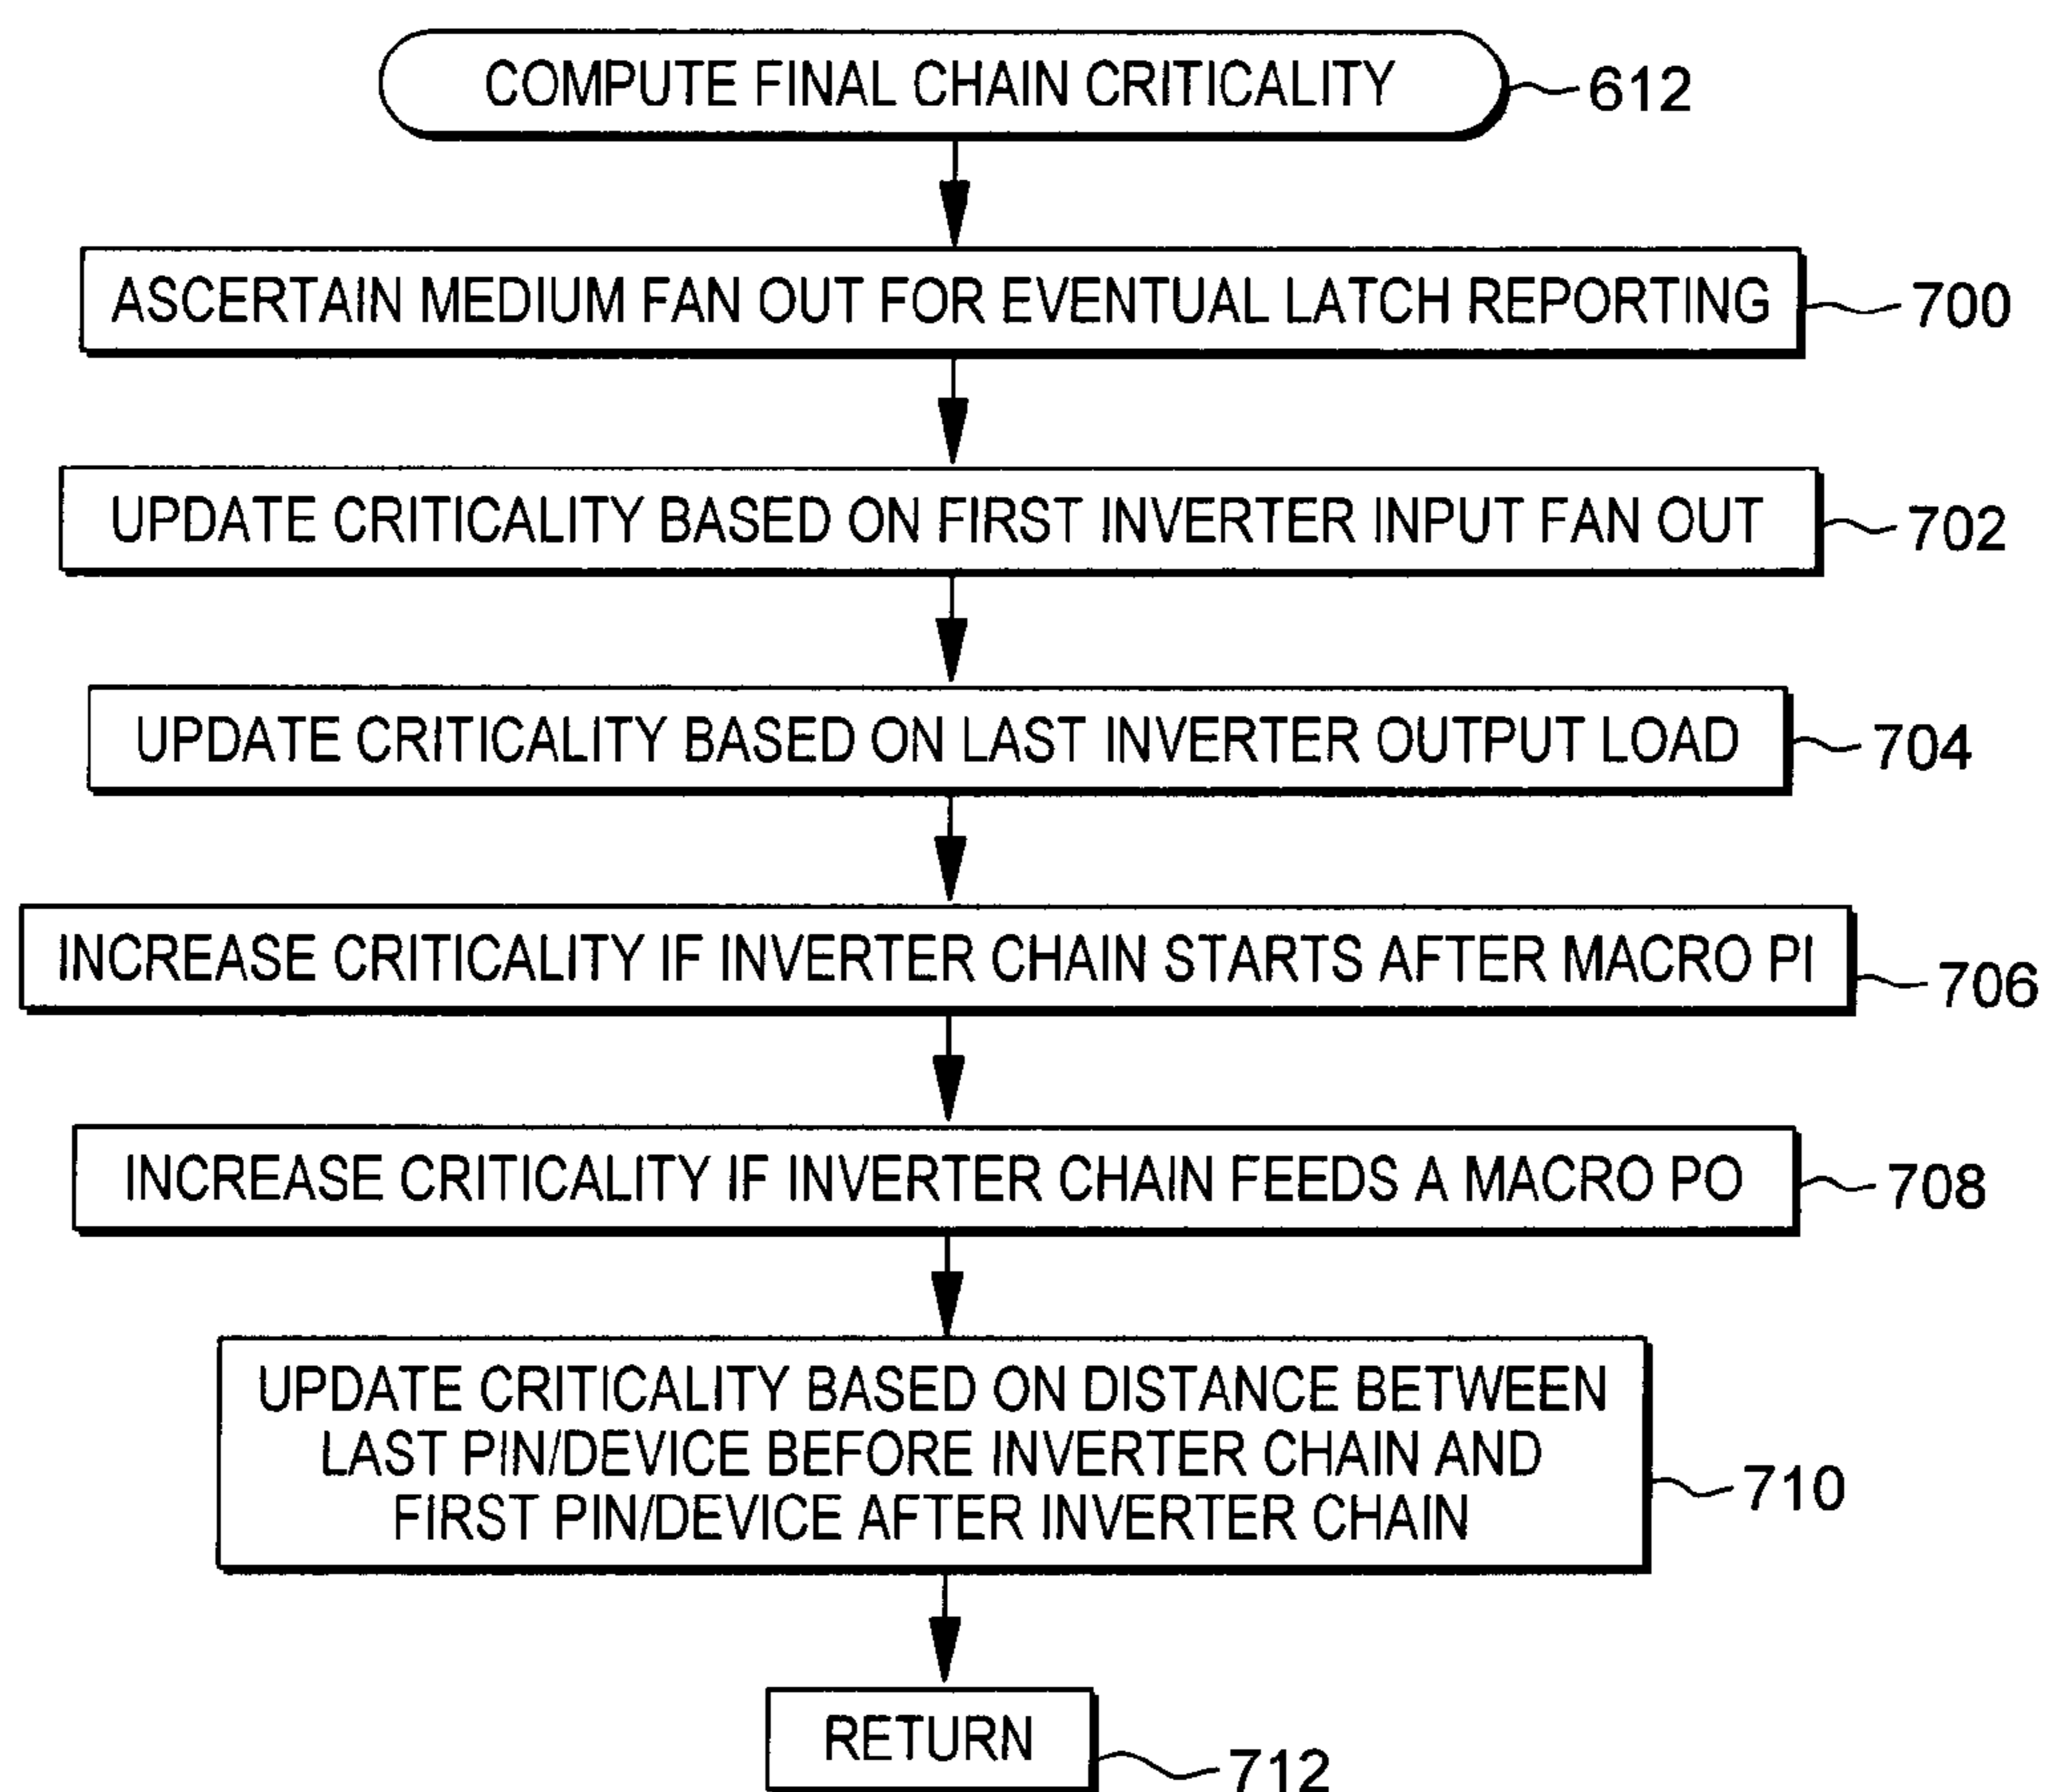 COMPUTE FINAL CHAIN CRITICALITY
612
ASCERTAIN MEDIUM FAN OUT FOR EVENTUAL LATCH REPORTING
700
UPDATE CRITICALITY BASED ON FIRST INVERTER INPUT FAN OUT
702
UPDATE CRITICALITY BASED ON LAST INVERTER OUTPUT LOAD
704
INCREASE CRITICALITY IF INVERTER CHAIN STARTS AFTER MACRO PI
706
INCREASE CRITICALITY IF INVERTER CHAIN FEEDS A MACRO PO
708
UPDATE CRITICALITY BASED ON DISTANCE BETWEEN
LAST PIN/DEVICE BEFORE INVERTER CHAIN AND
FIRST PIN/DEVICE AFTER INVERTER CHAIN
710
RETURN
712